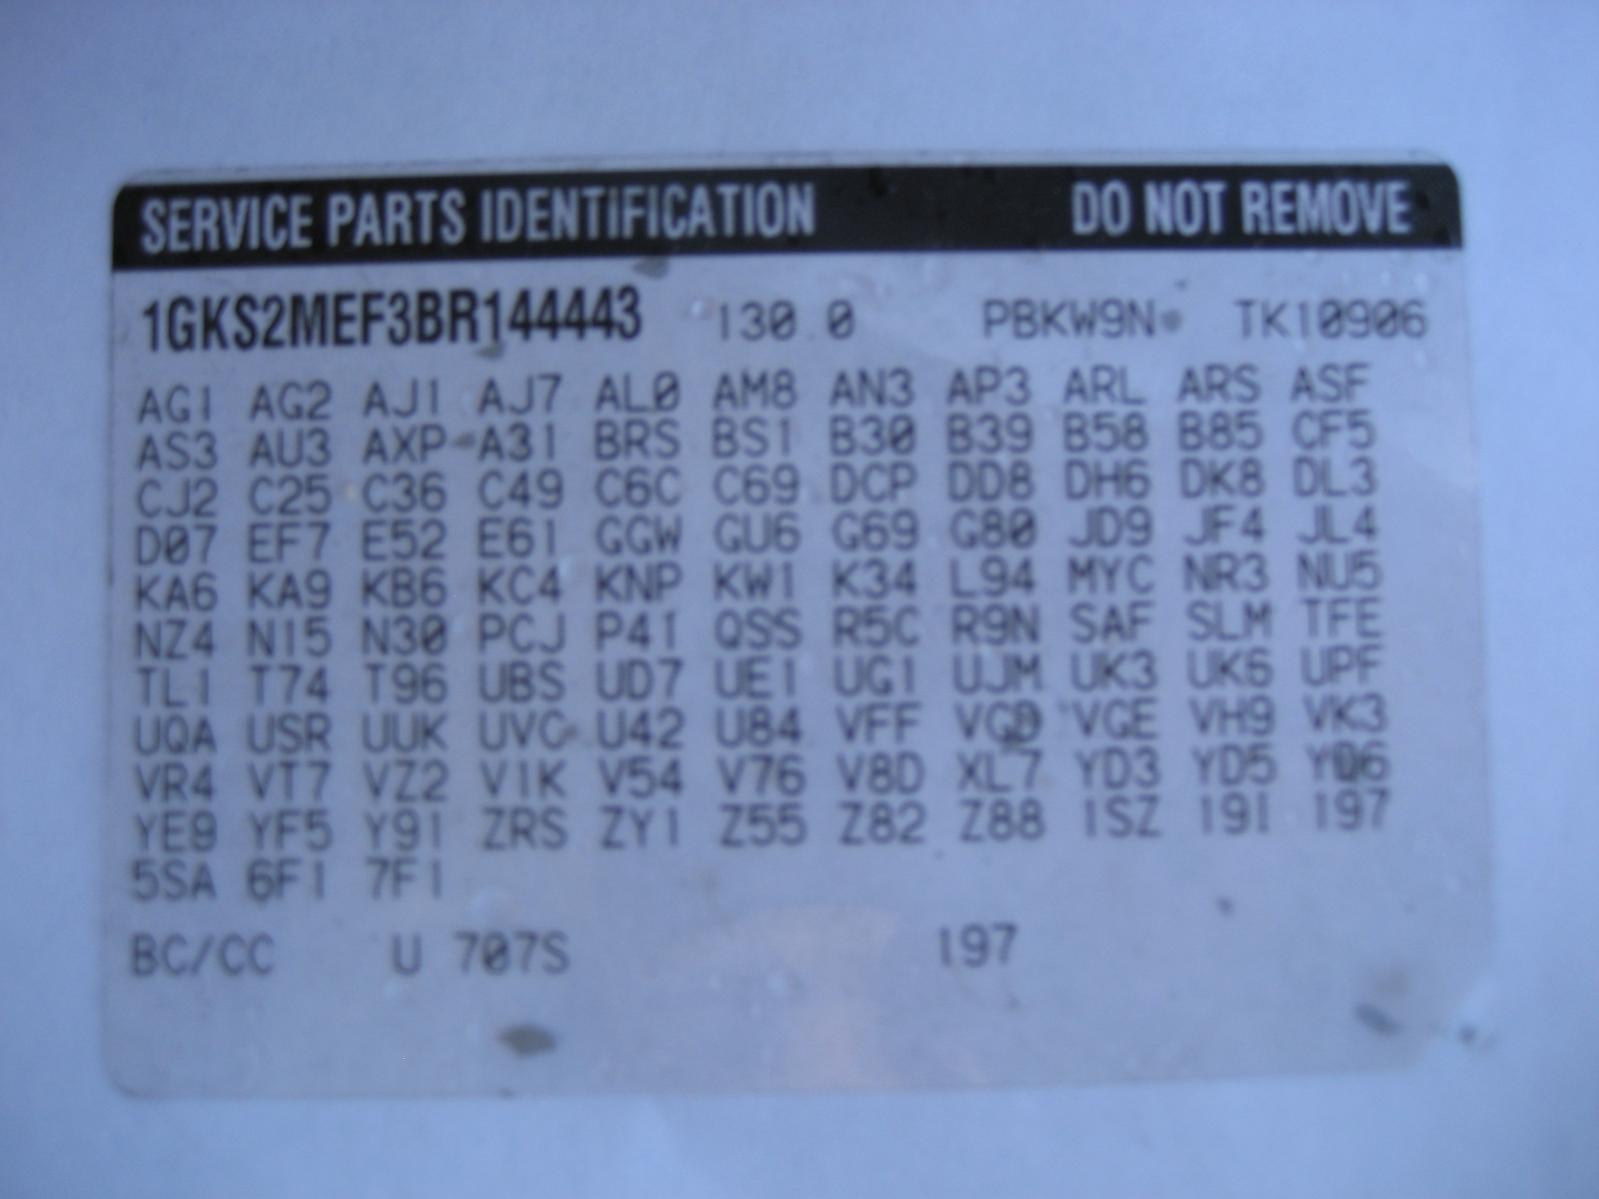 SERVICE PARTS IDENTIFICATION DO NOT REMOVE
1GKS2MEF3BR144443 130.0 PBKW9N TK10906
AG1 AG2 AJ1 AJ7 AL0 AM8 AN3 AP3 ARL ARS ASF
AS3 AU3 AXP A31 BRS BS1 B30 B39 B58 B85 CF5
CJ2 C25 C36 C49 C6C C69 DCP DD8 DH6 DK8 DL3
D07 EF7 E52 E61 GGW GU6 G69 G80 JD9 JF4 JL4
KA6 KA9 KB6 KC4 KNP KW1 K34 L94 MYC NR3 NU5
NZ4 N15 N30 PCJ P41 QSS R5C R9N SAF SLM TFE
TL1 T74 T96 UBS UD7 UE1 UG1 UJM UK3 UK6 UPF
UQA USR UUK UVC U42 U84 VFF VGD VGE VH9 VK3
VR4 VT7 VZ2 V1K V54 V76 V8D XL7 YD3 YD5 YD6
YE9 YF5 Y91 ZRS ZY1 Z55 Z82 Z88 1SZ 19I 197
5SA 6F1 7F1
BC/CC U 707S 197